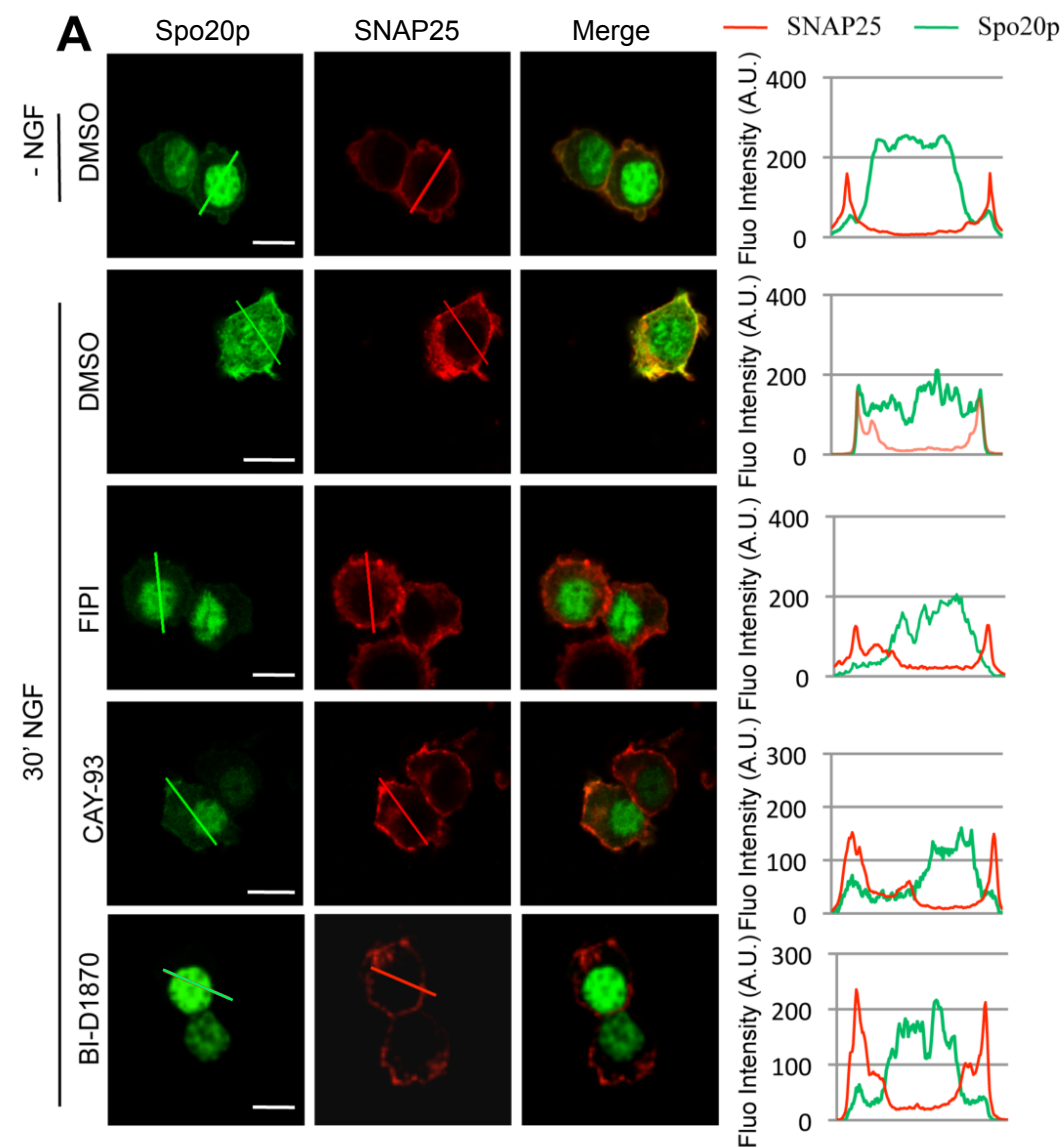 A
Spo20p SNAP25 Merge
SNAP25 Spo20p
- NGF
DMSO
Fluo Intensity (A.U.)
400
200
0
30' NGF
DMSO
Fluo Intensity (A.U.)
400
200
0
FIPI
Fluo Intensity (A.U.)
400
200
0
CAY-93
Fluo Intensity (A.U.)
300
200
100
0
BI-D1870
Fluo Intensity (A.U.)
300
200
100
0